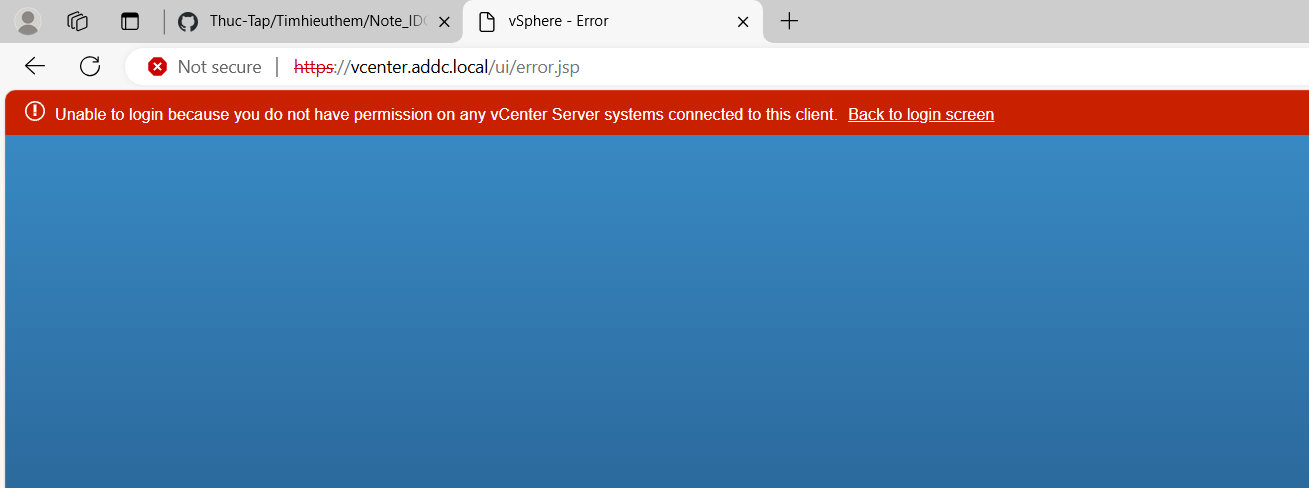 Thuc-Tap/Timhieuthem/Note_ID
vSphere - Error
Not secure
https://vcenter.addc.local/ui/error.jsp
Unable to login because you do not have permission on any vCenter Server systems connected to this client. Back to login screen